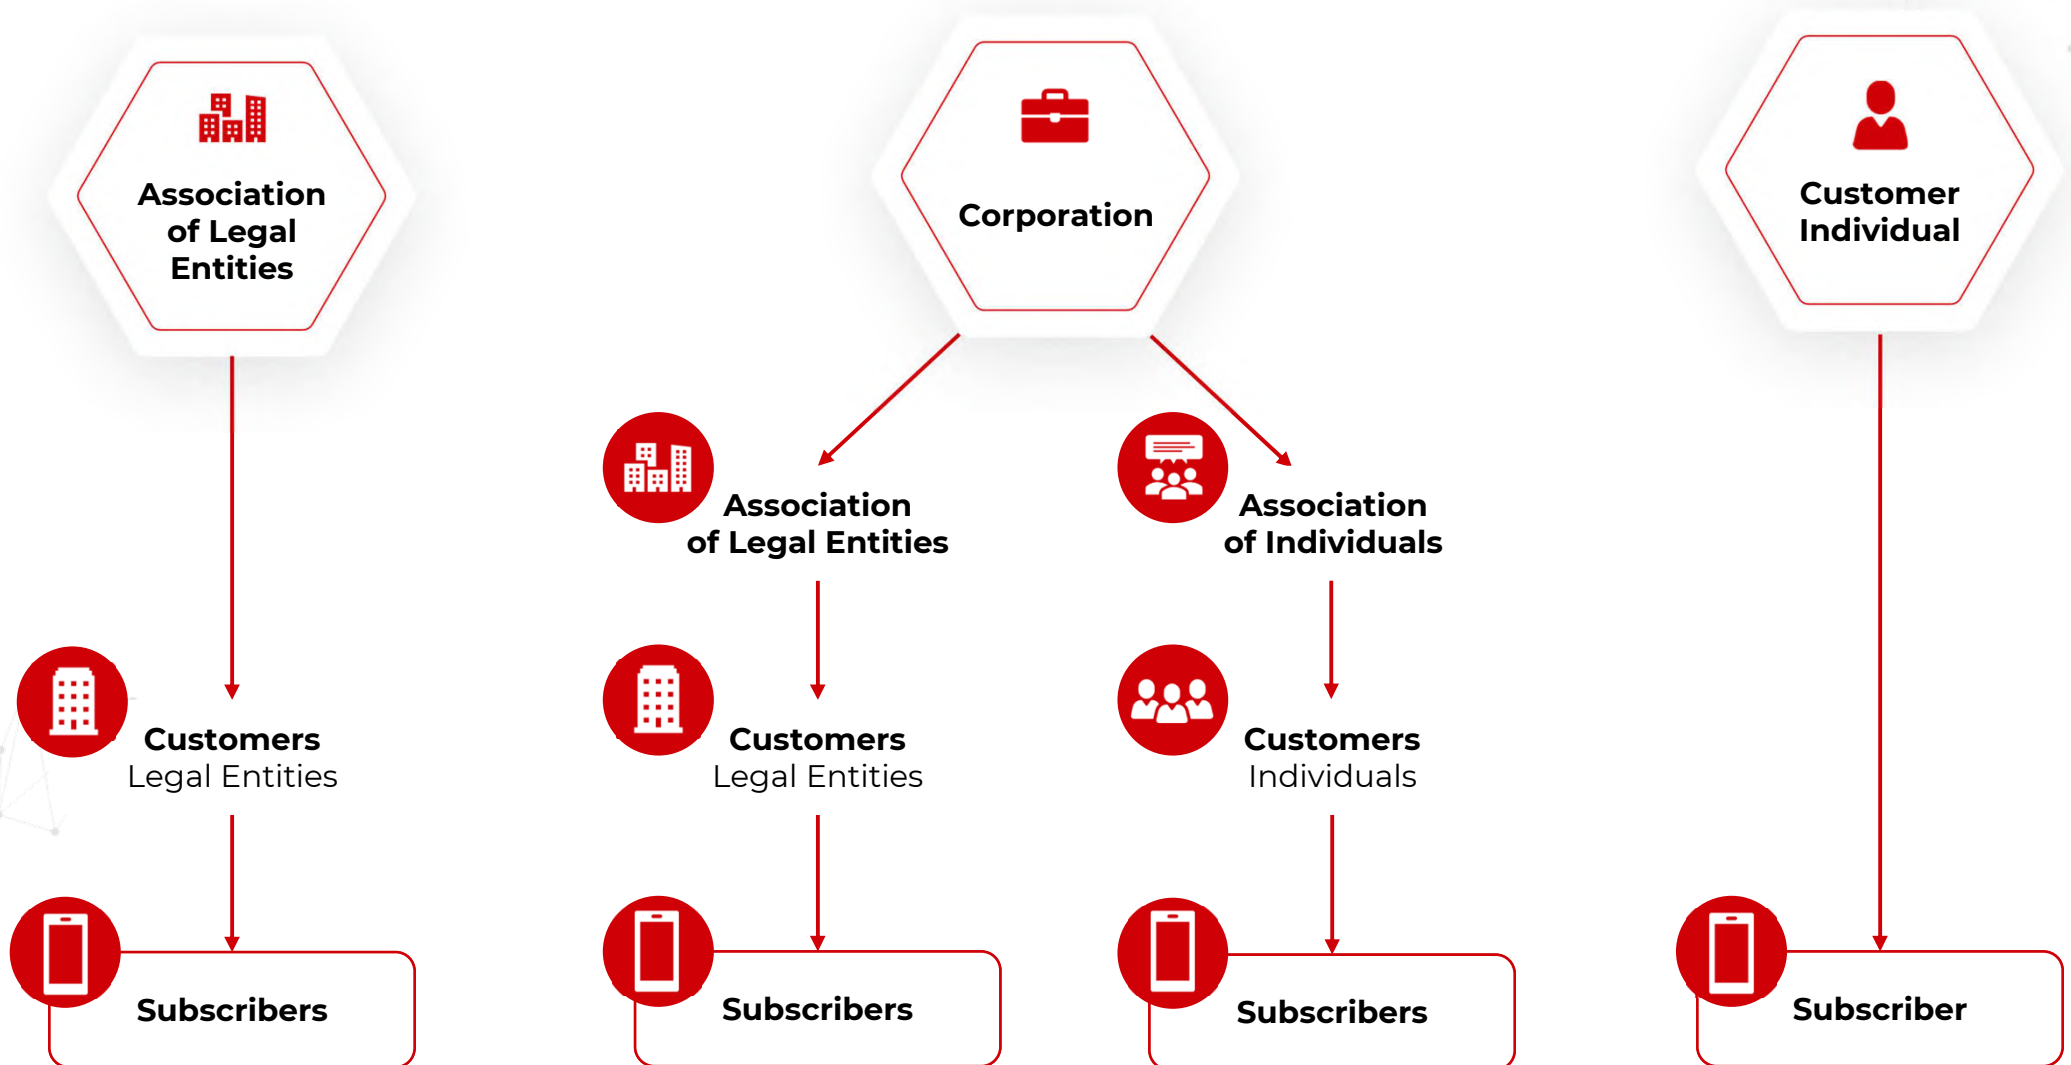 Association
of Legal
Entities
Corporation
Customer
Individual
Association
of Legal Entities
Association
of Individuals
Customers
Legal Entities
Customers
Legal Entities
Customers
Individuals
Subscribers
Subscribers
Subscribers
Subscriber